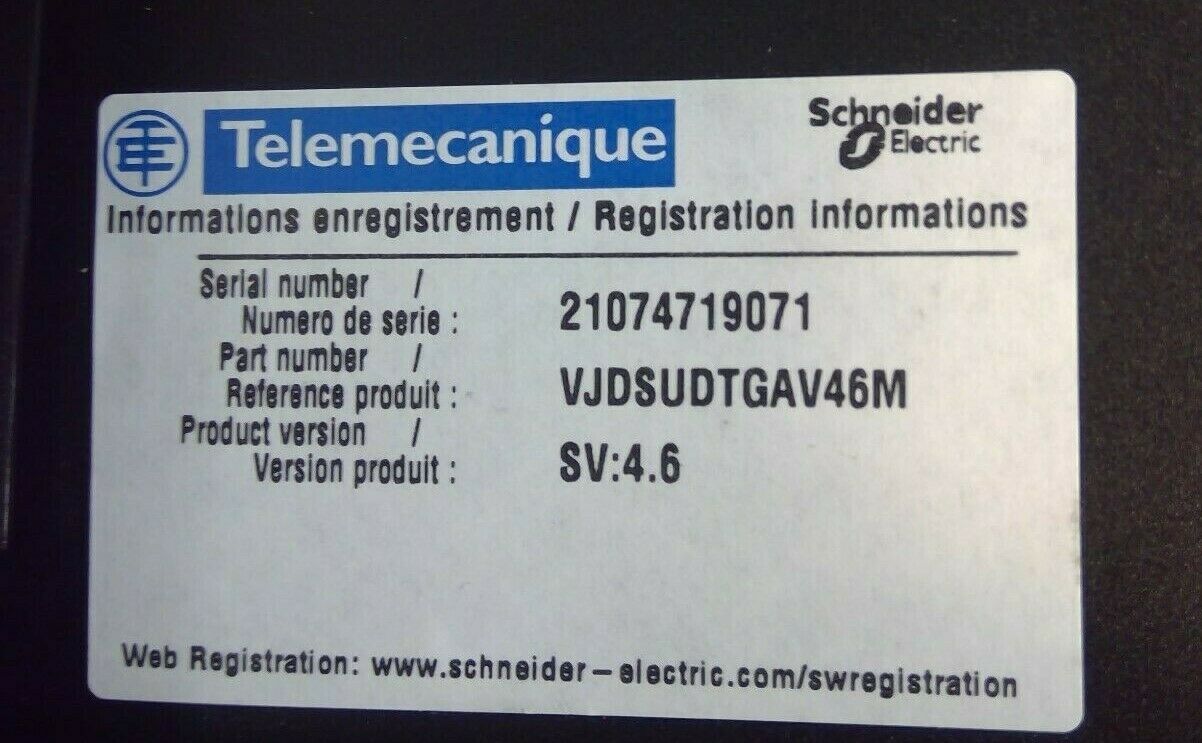 Telemecanique
Schneider
Electric
Informations enregistrement / Registration informations
Serial number /
Numero de serie : 21074719071
Part number /
Reference produit : VJDSUDTGAV46M
Product version /
Version produit : SV:4.6
Web Registration: www.schneider-electric.com/swregistration